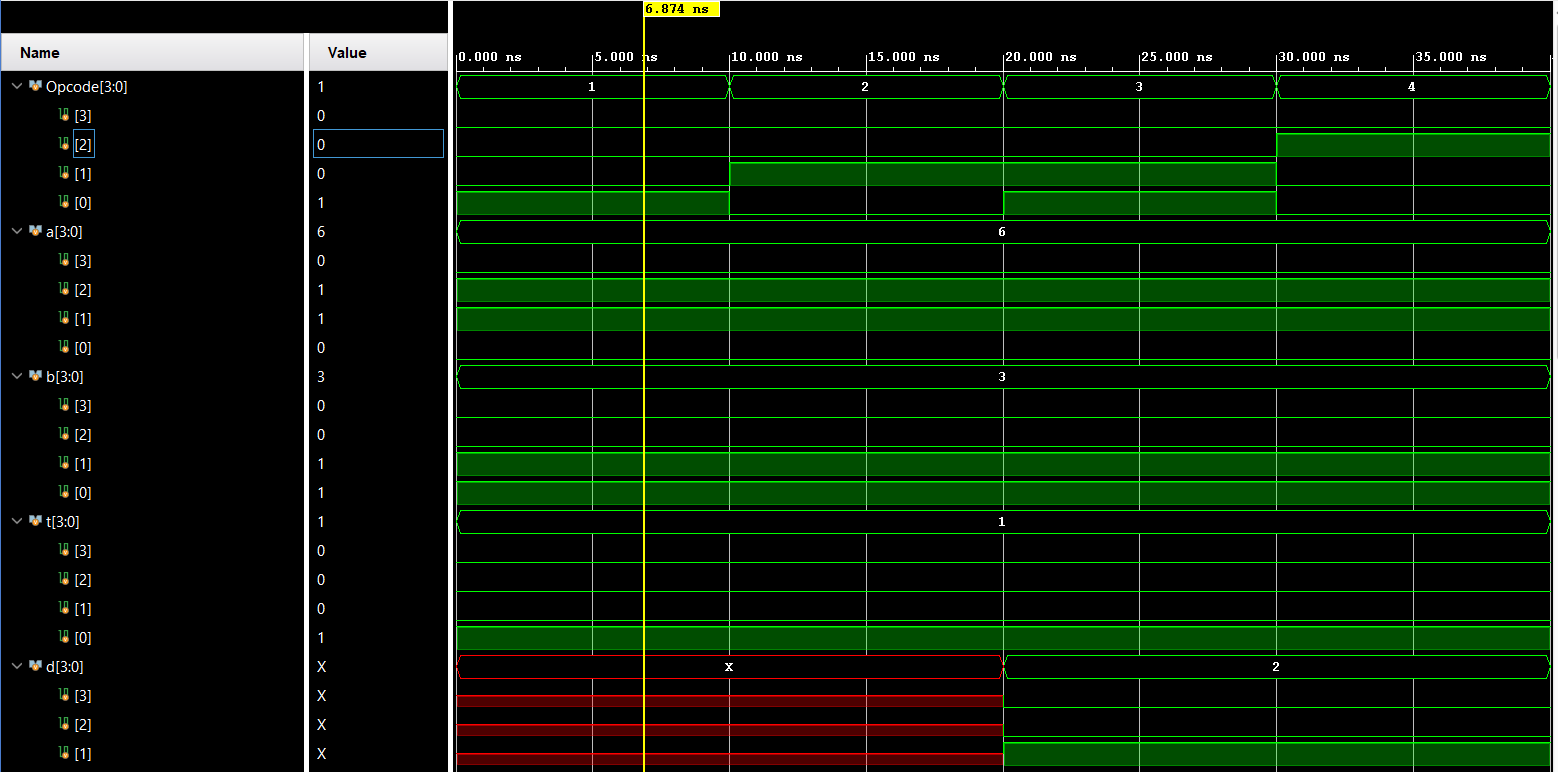 6.874 ns
Name Value
0.000 ns 5.000 ns 10.000 ns 15.000 ns 20.000 ns 25.000 ns 30.000 ns 35.000 ns
Opcode[3:0] 1 1 2 3 4
[3] 0
[2] 0
[1] 0
[0] 1
a[3:0] 6 6
[3] 0
[2] 1
[1] 1
[0] 0
b[3:0] 3 3
[3] 0
[2] 0
[1] 1
[0] 1
t[3:0] 1 1
[3] 0
[2] 0
[1] 0
[0] 1
d[3:0] X X 2
[3] X
[2] X
[1] X